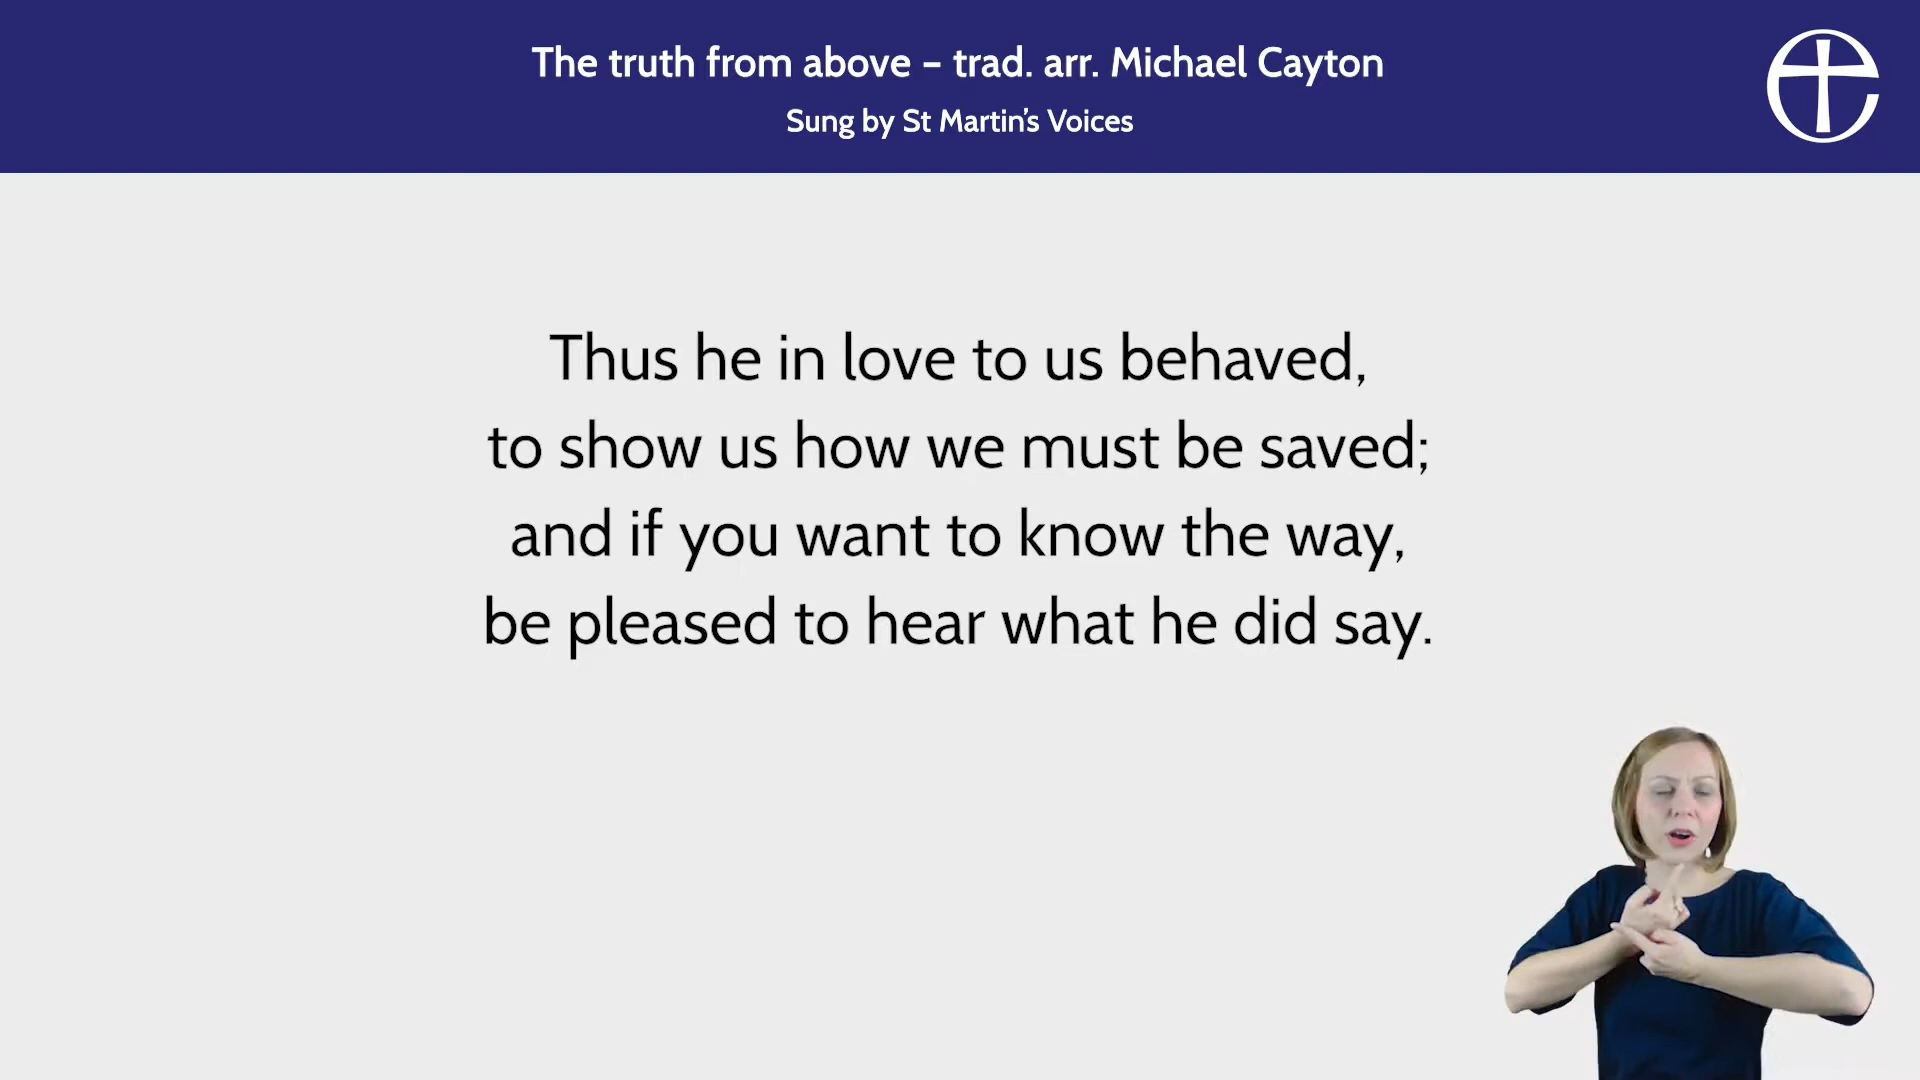 The truth from above – trad. arr. Michael Cayton
Sung by St Martin's Voices
Thus he in love to us behaved,
to show us how we must be saved;
and if you want to know the way,
be pleased to hear what he did say.